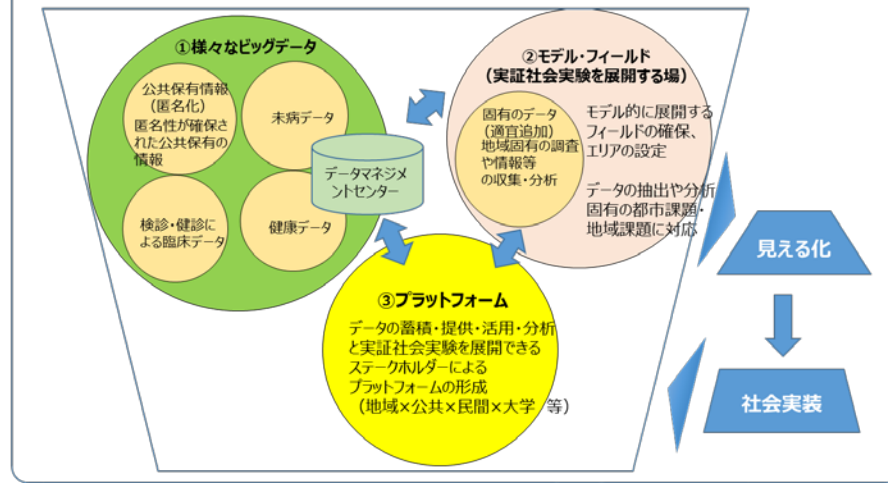 ①様々なビッグデータ
公共保有情報
（匿名化）
匿名性が確保さ
れた公共保有の
情報
未病データ
検診・健診に
よる臨床データ
健康データ
データマネジメ
ントセンター
②モデル・フィールド
（実証社会実験を展開する場）
固有のデータ
（適宜追加）
地域固有の調査
や情報等
の収集・分析
モデル的に展開する
フィールドの確保、
エリアの設定
データの抽出や分析
固有の都市課題・
地域課題に対応
③プラットフォーム
データの蓄積・提供・活用・分析
と実証社会実験を展開できる
ステークホルダーによる
プラットフォームの形成
（地域×公共×民間×大学 等）
見える化
社会実装